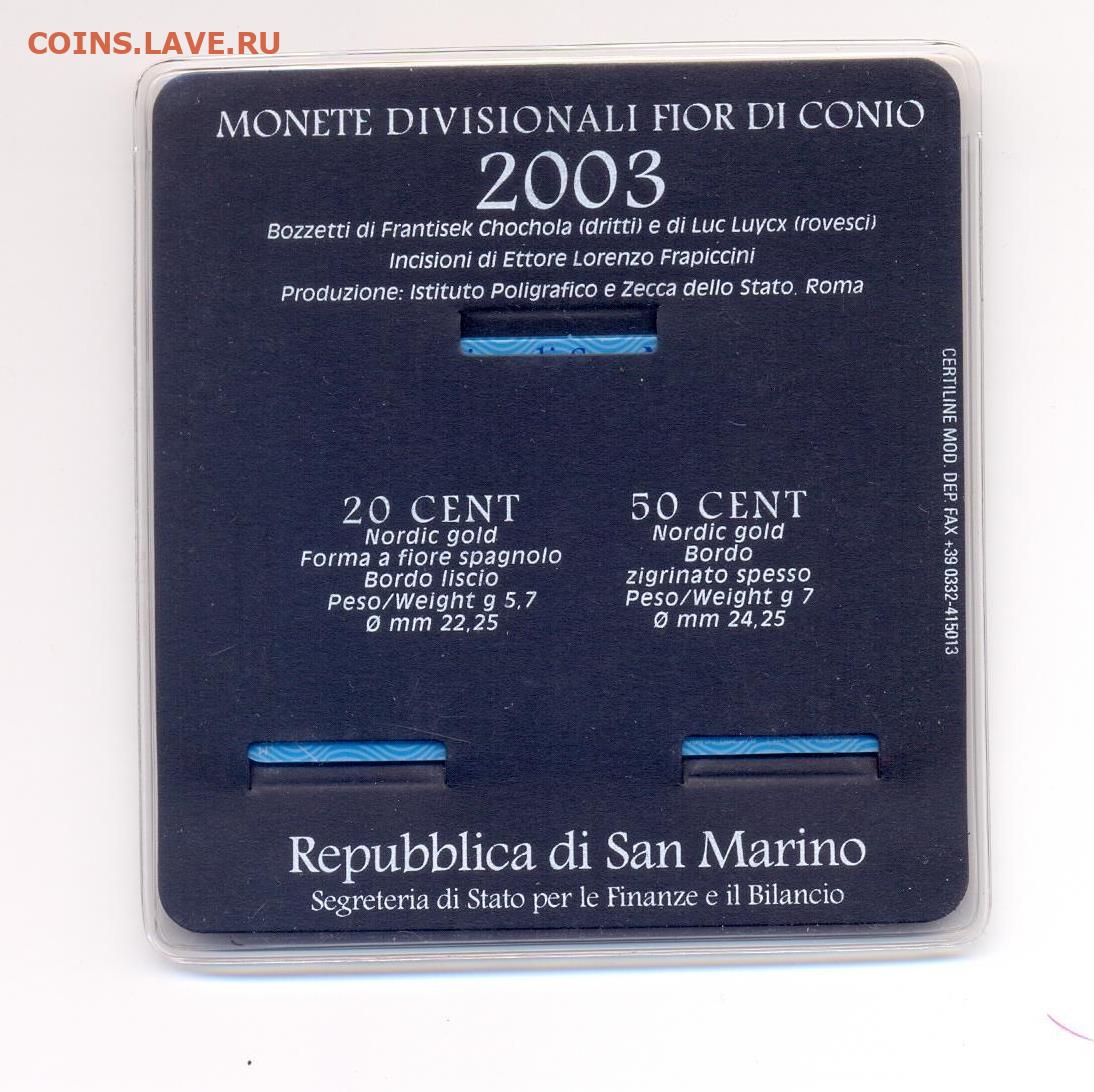 COINS.LAVE.RU
MONETE DIVISIONALI FIOR DI CONIO
2003
Bozzetti di Frantisek Chochola (dritti) e di Luc Luycx (rovesci)
Incisioni di Ettore Lorenzo Frapiccini
Produzione: Istituto Poligrafico e Zecca dello Stato. Roma
20 CENT
Nordic gold
Forma a fiore spagnolo
Bordo liscio
Peso/Weight g 5,7
Ø mm 22,25
50 CENT
Nordic gold
Bordo
zigrinato spesso
Peso/Weight g 7
Ø mm 24,25
CERTILINE MOD. DEP. FAX +39 0332-415013
Repubblica di San Marino
Segreteria di Stato per le Finanze e il Bilancio